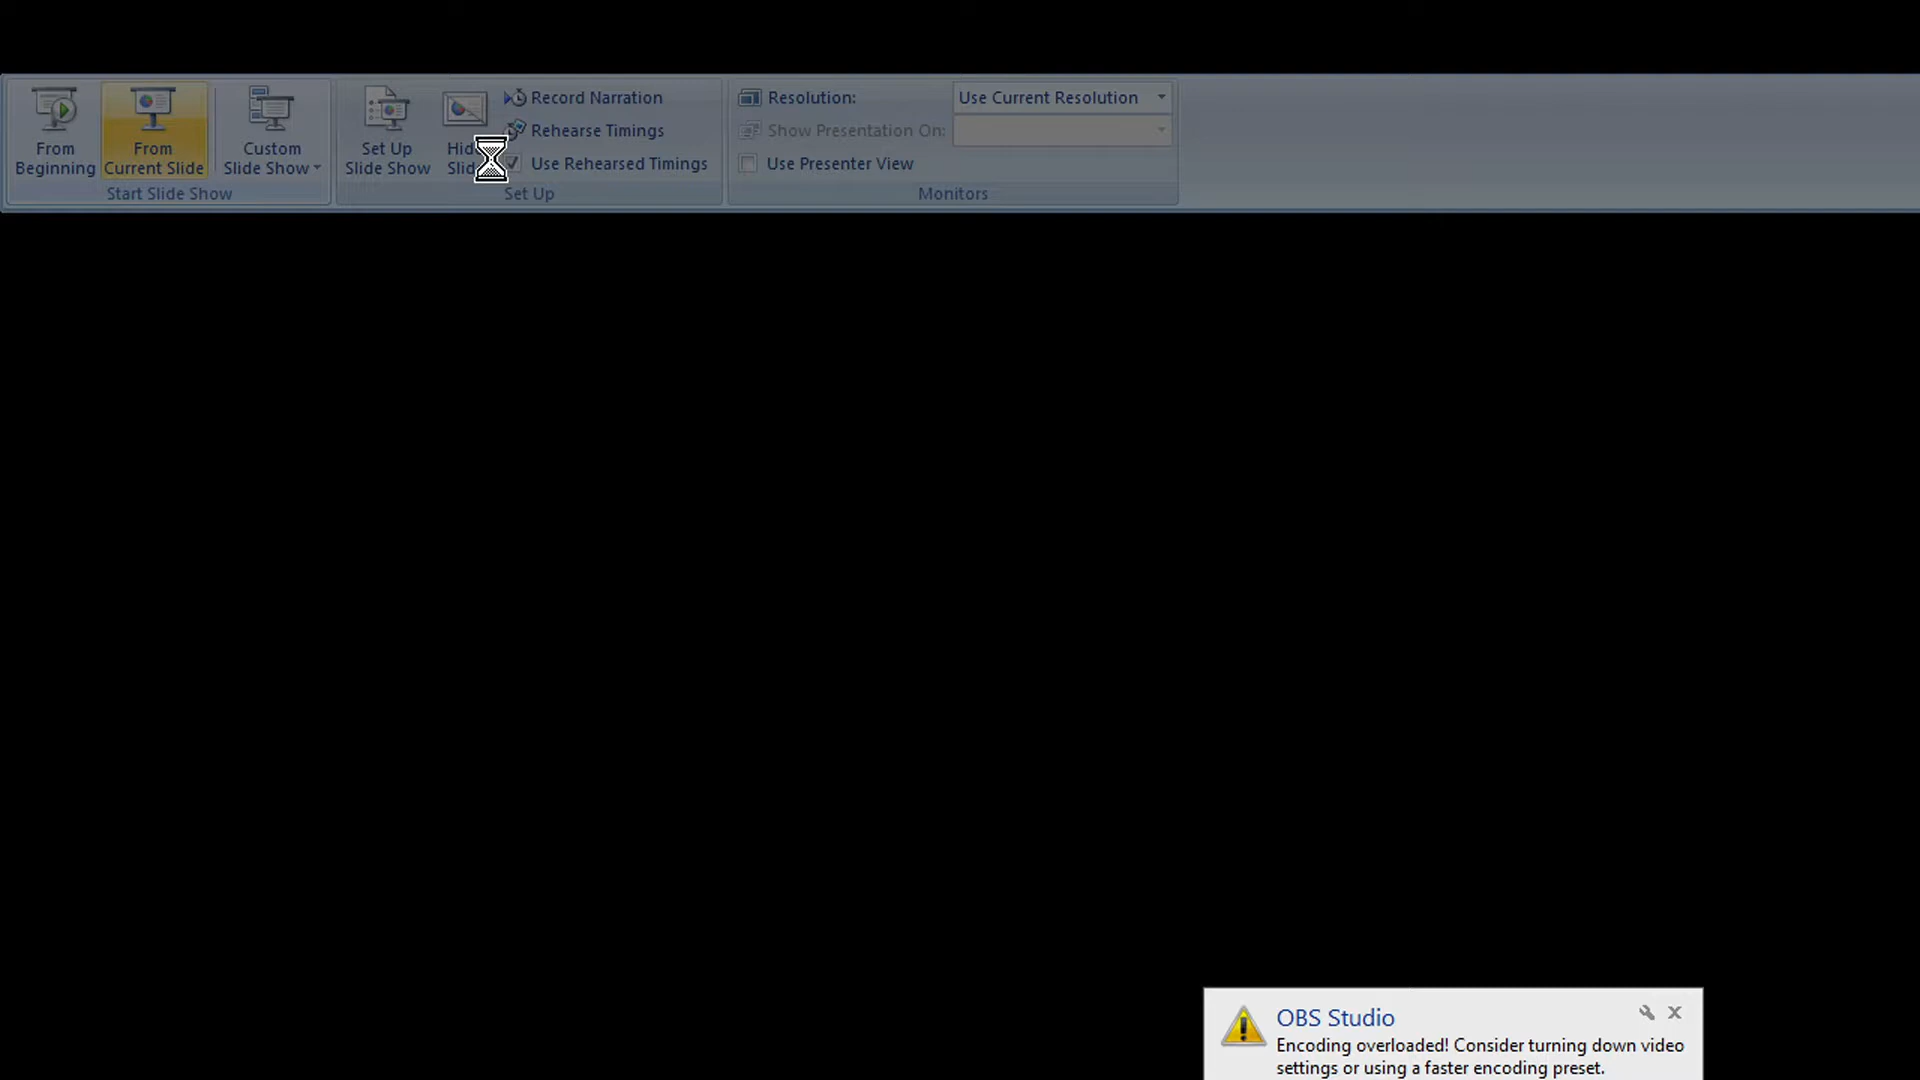 From Beginning
From Current Slide
Custom Slide Show
Start Slide Show
Set Up Slide Show
Record Narration
Rehearse Timings
Use Rehearsed Timings
Set Up
Resolution:
Use Current Resolution
Show Presentation On:
Use Presenter View
Monitors
OBS Studio
Encoding overloaded! Consider turning down video
settings or using a faster encoding preset.